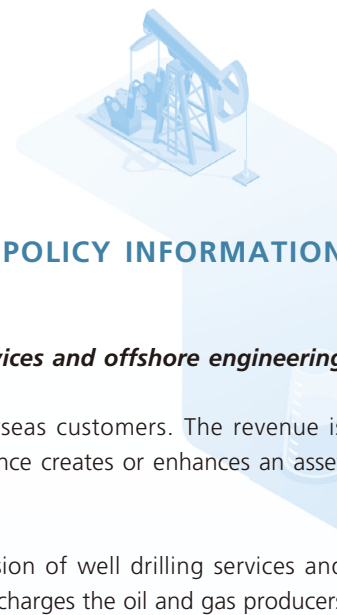 POLICY INFORMATION
vices and offshore engineering
seas customers. The revenue is
nce creates or enhances an asse
sion of well drilling services and
charges the oil and gas producers